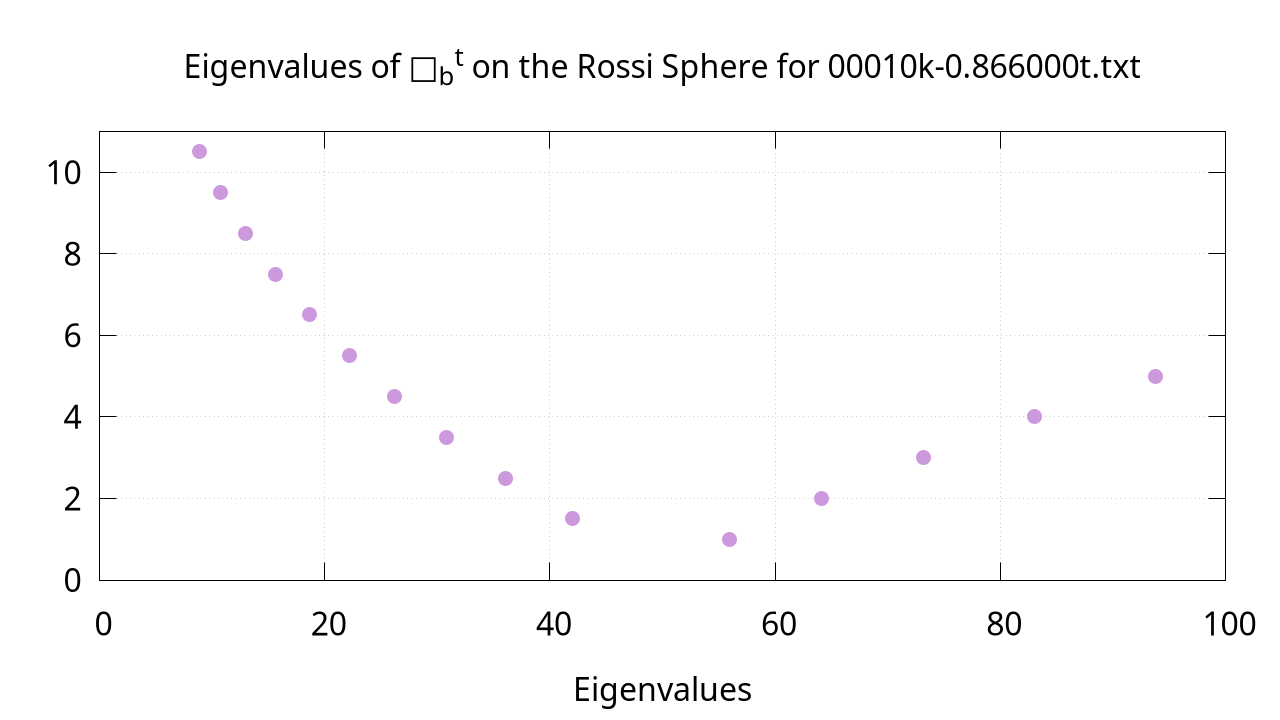 Eigenvalues of □_b^t on the Rossi Sphere for 00010k-0.866000t.txt
10
8
6
4
2
0
0 20 40 60 80 100
Eigenvalues